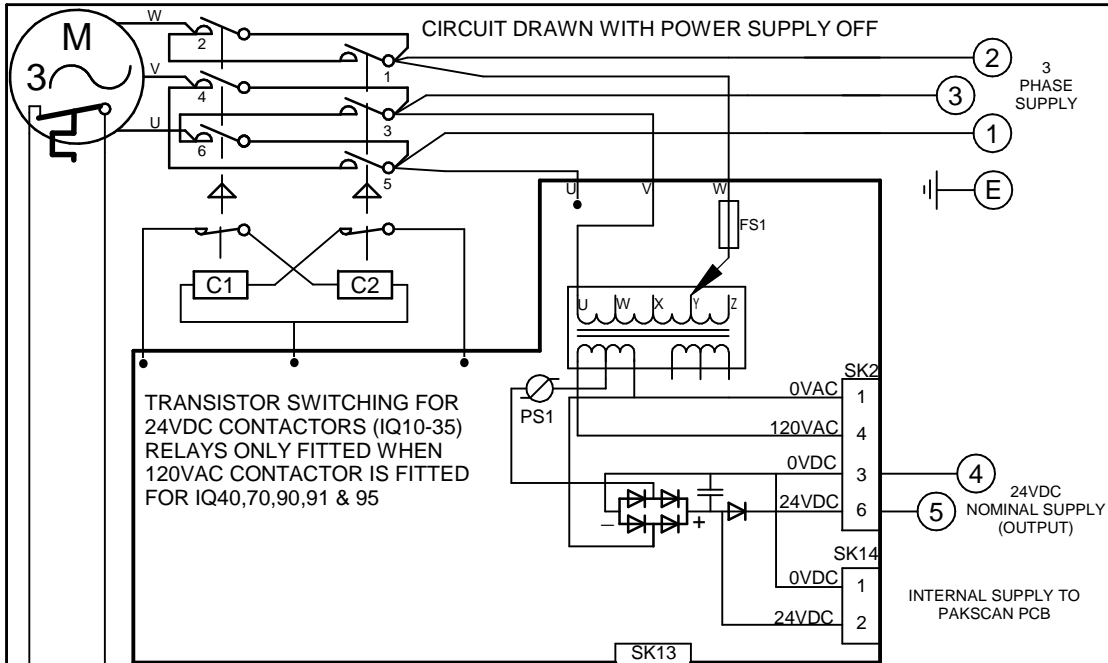 CIRCUIT DRAWN WITH POWER SUPPLY OFF
W
M
3
V
U
2
4
6
1
3
5
2
3
1
E
3
PHASE
SUPPLY
U
V
W
FS1
C1
C2
U
W
X
Y
Z
TRANSISTOR SWITCHING FOR
24VDC CONTACTORS (IQ10-35)
RELAYS ONLY FITTED WHEN
120VAC CONTACTOR IS FITTED
FOR IQ40,70,90,91 & 95
PS1
SK2
0VAC
1
120VAC
4
0VDC
3
24VDC
6
4
5
24VDC
NOMINAL SUPPLY
(OUTPUT)
− +
SK14
0VDC
1
24VDC
2
INTERNAL SUPPLY TO
PAKSCAN PCB
SK13